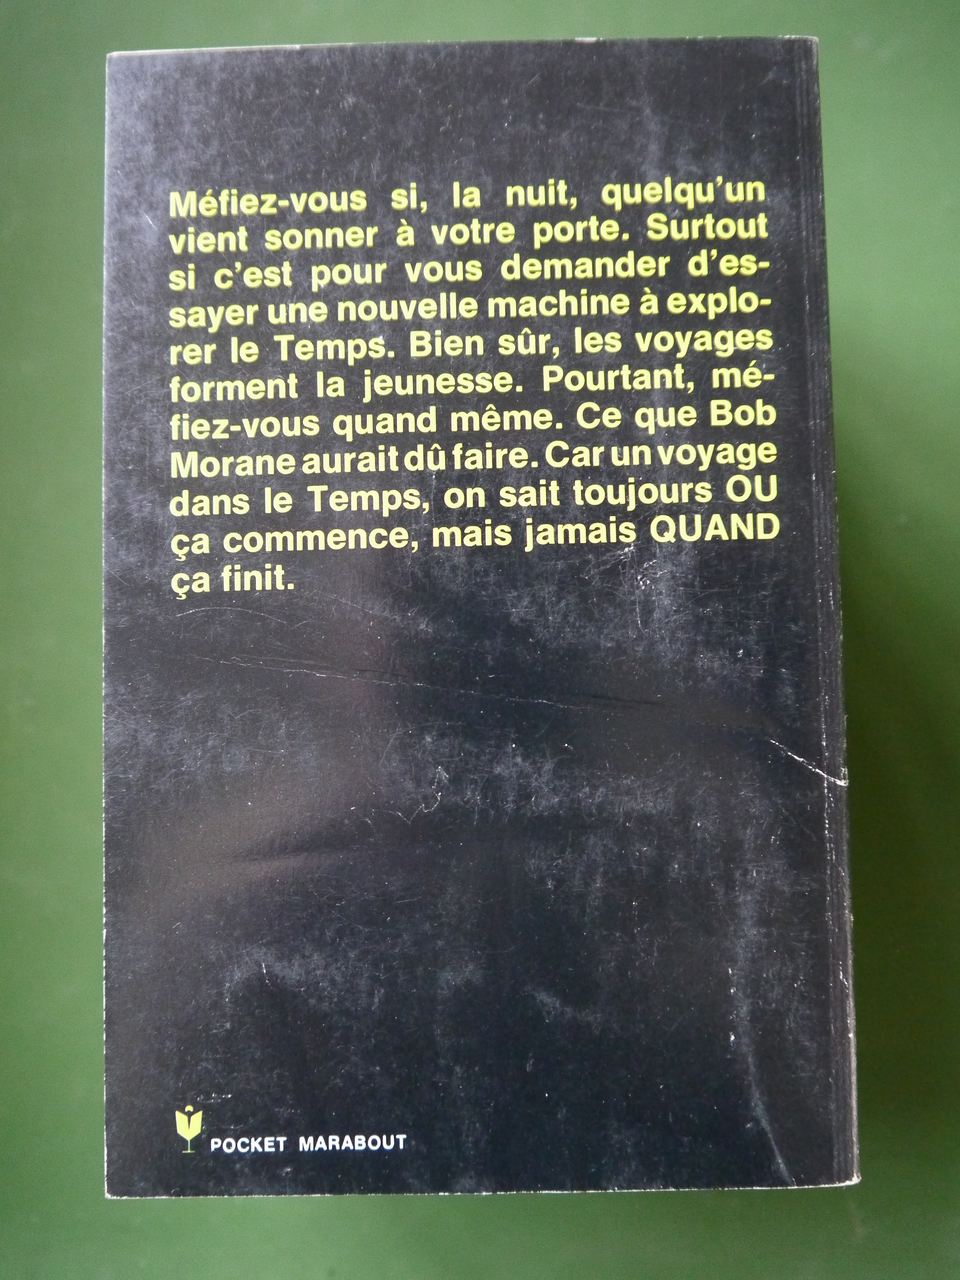 Méfiez-vous si, la nuit, quelqu'un
vient sonner à votre porte. Surtout
si c'est pour vous demander d'es-
sayer une nouvelle machine à explo-
rer le Temps. Bien sûr, les voyages
forment la jeunesse. Pourtant, mé-
fiez-vous quand même. Ce que Bob
Morane aurait dû faire. Car un voyage
dans le Temps, on sait toujours OU
ça commence, mais jamais QUAND
ça finit.
POCKET MARABOUT